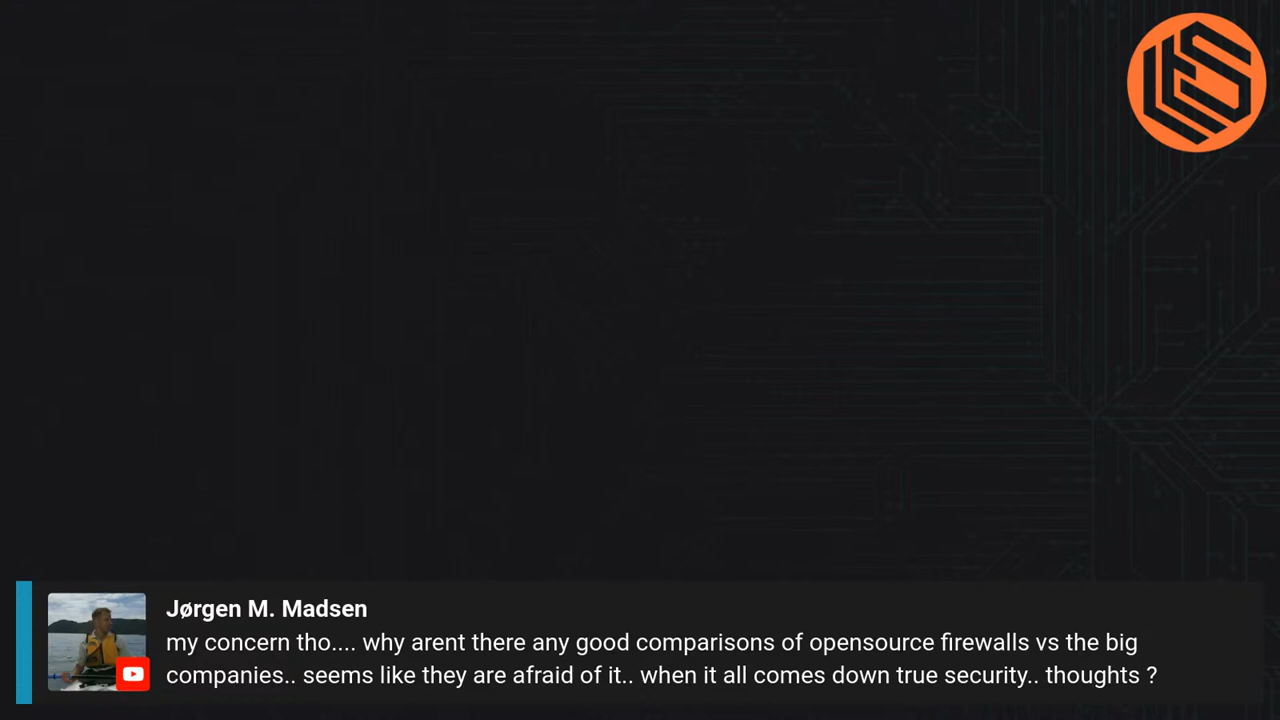 Jørgen M. Madsen
my concern tho.... why arent there any good comparisons of opensource firewalls vs the big
companies.. seems like they are afraid of it.. when it all comes down true security.. thoughts ?